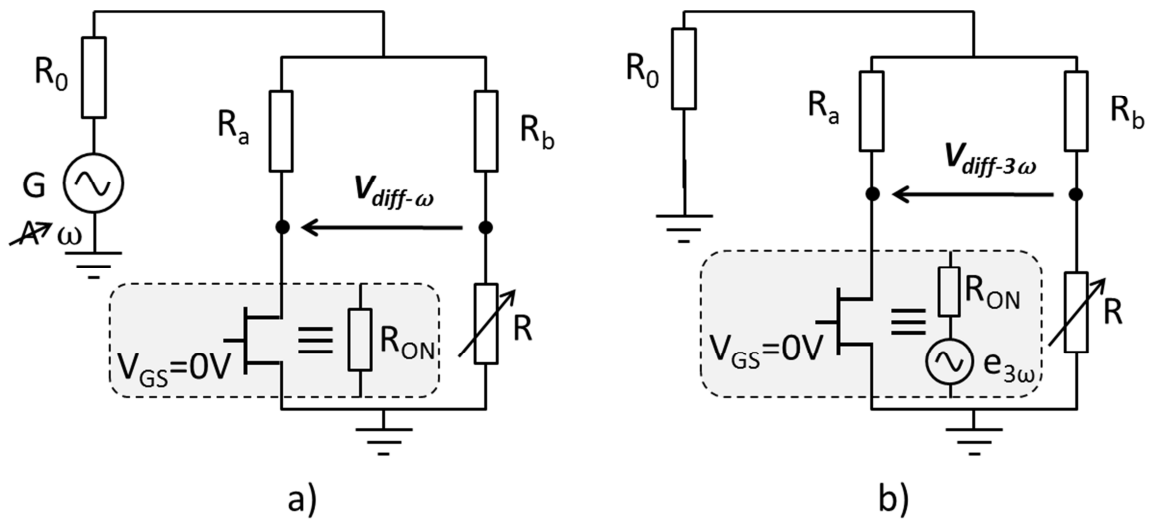 R0
Ra
Rb
G
A ω
Vdiff-ω
VGS=0V
RON
R
a)
R0
Ra
Rb
Vdiff-3ω
VGS=0V
RON
e3ω
R
b)